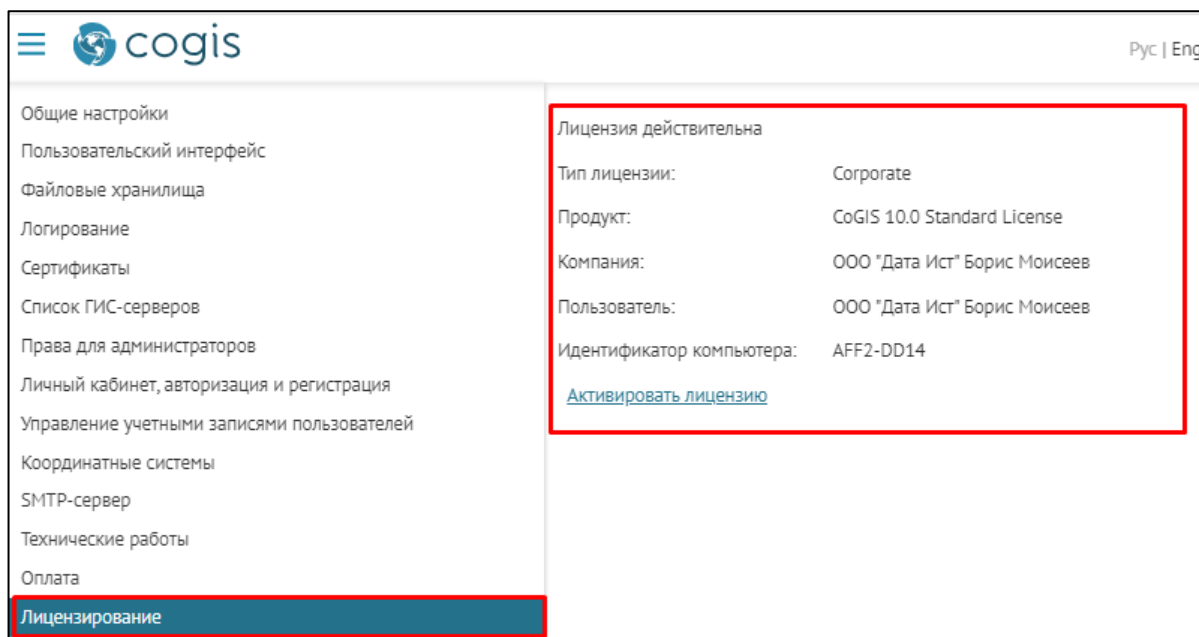 cogis
Рус | Eng
Общие настройки
Пользовательский интерфейс
Файловые хранилища
Логирование
Сертификаты
Список ГИС-серверов
Права для администраторов
Личный кабинет, авторизация и регистрация
Управление учетными записями пользователей
Координатные системы
SMTP-сервер
Технические работы
Оплата
Лицензирование
Лицензия действительна
Тип лицензии: Corporate
Продукт: CoGIS 10.0 Standard License
Компания: ООО "Дата Ист" Борис Моисеев
Пользователь: ООО "Дата Ист" Борис Моисеев
Идентификатор компьютера: AFF2-DD14
Активировать лицензию